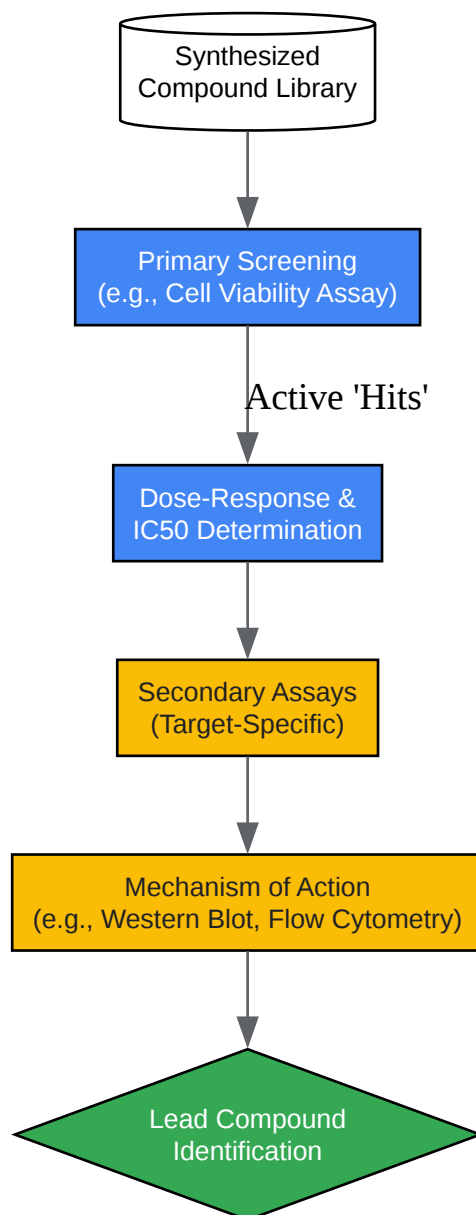 Synthesized
Compound Library
Primary Screening
(e.g., Cell Viability Assay)
Active 'Hits'
Dose-Response &
IC50 Determination
Secondary Assays
(Target-Specific)
Mechanism of Action
(e.g., Western Blot, Flow Cytometry)
Lead Compound
Identification